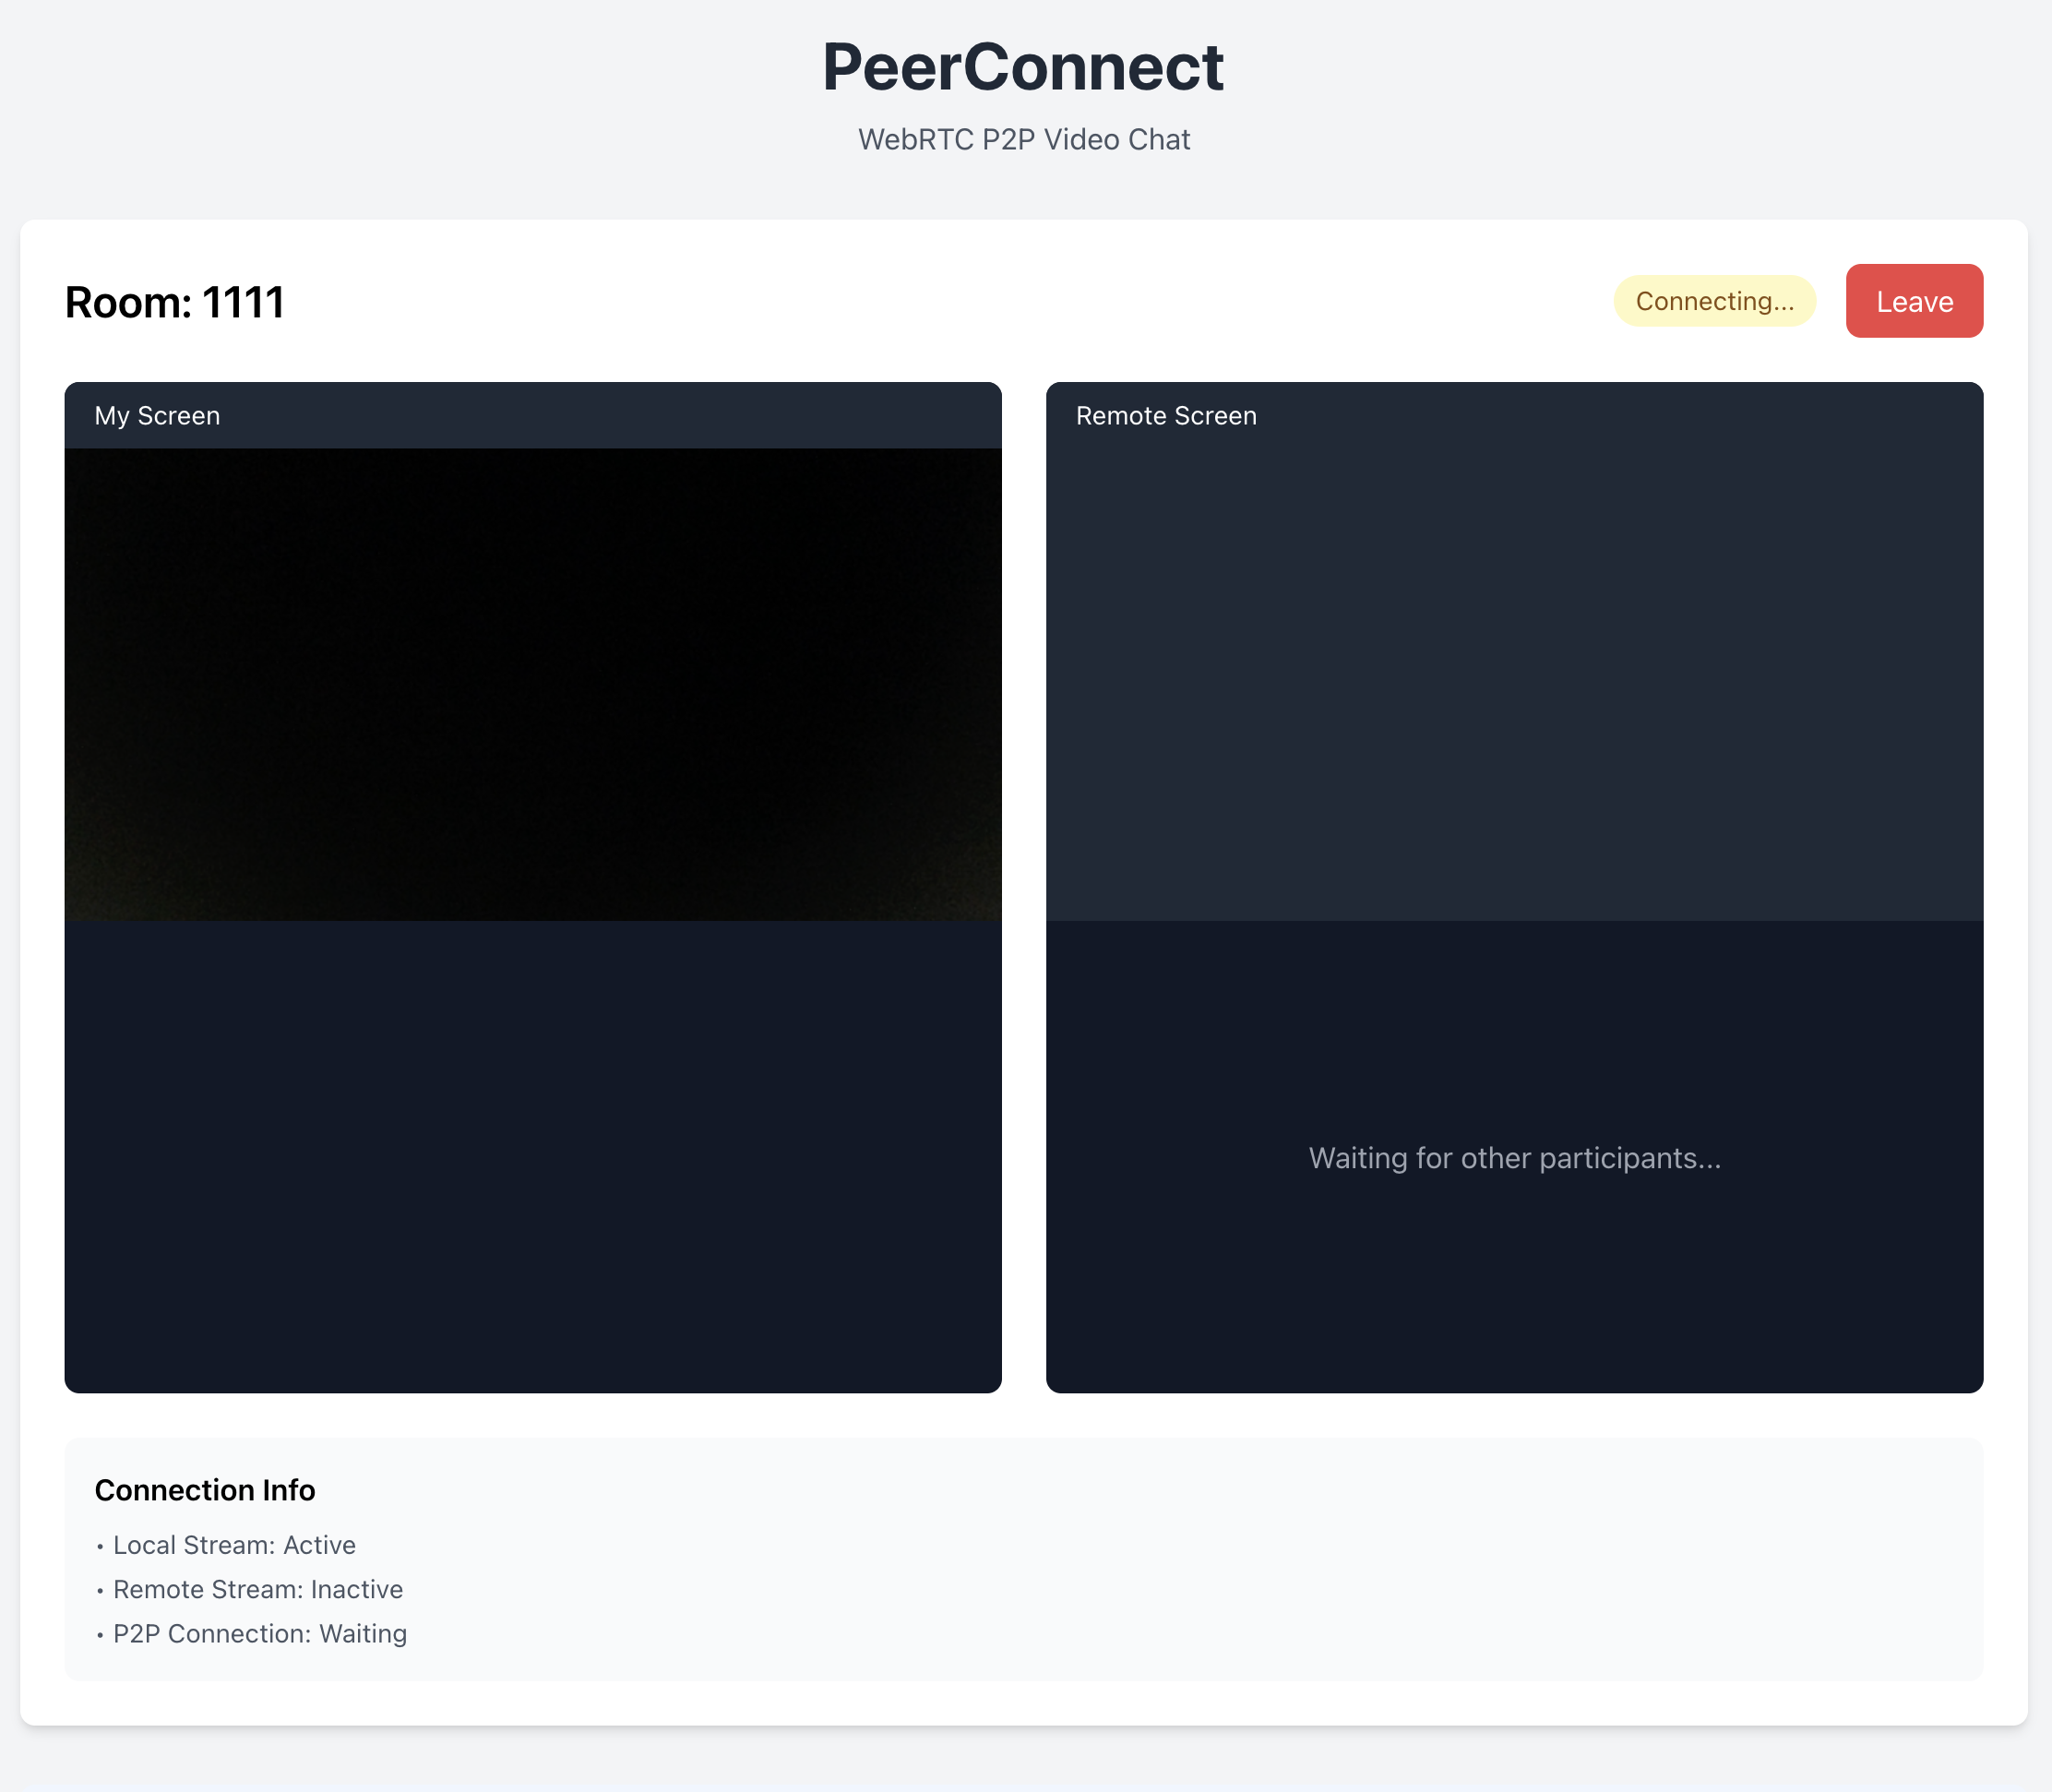 PeerConnect
WebRTC P2P Video Chat
Room: 1111
Connecting...
Leave
My Screen
Remote Screen
Waiting for other participants...
Connection Info
• Local Stream: Active
• Remote Stream: Inactive
• P2P Connection: Waiting